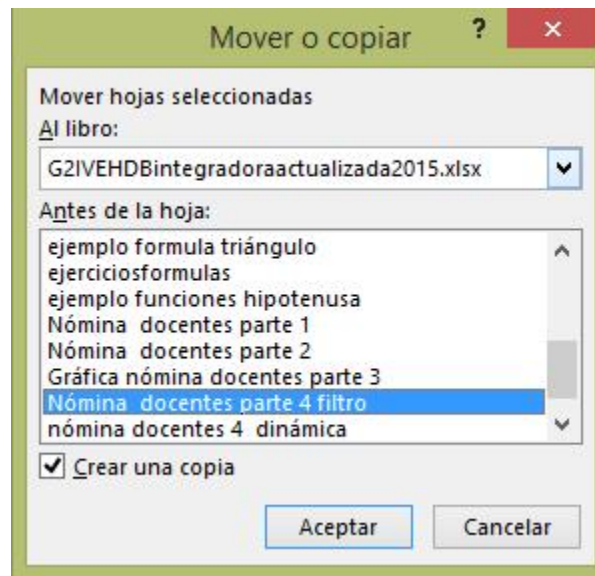 Mover o copiar ? ×
Mover hojas seleccionadas
Al libro:
G2IVEHDBintegradoraactualizada2015.xlsx
Antes de la hoja:
ejemplo formula triángulo
ejerciciosformulas
ejemplo funciones hipotenusa
Nómina  docentes parte 1
Nómina  docentes parte 2
Gráfica nómina docentes parte 3
Nómina  docentes parte 4 filtro
nómina docentes 4  dinámica
Crear una copia
Aceptar Cancelar